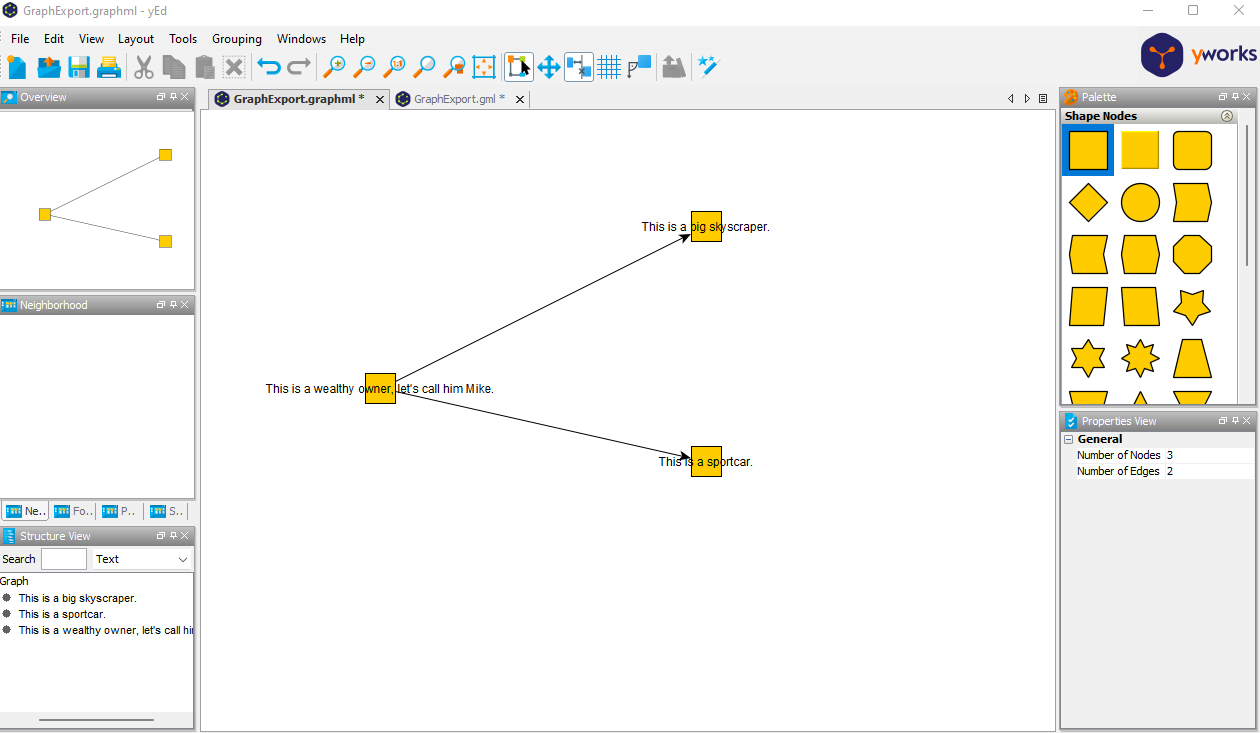 GraphExport.graphml - yEd
File Edit View Layout Tools Grouping Windows Help
yworks
Overview
GraphExport.graphml * GraphExport.gml *
Palette
Shape Nodes
This is a big skyscraper.
This is a wealthy owner, let's call him Mike.
This is a sportcar.
Neighborhood
Ne.. Fo.. P.. S..
Structure View
Search Text
Graph
This is a big skyscraper.
This is a sportcar.
This is a wealthy owner, let's call hi
Properties View
General
Number of Nodes 3
Number of Edges 2